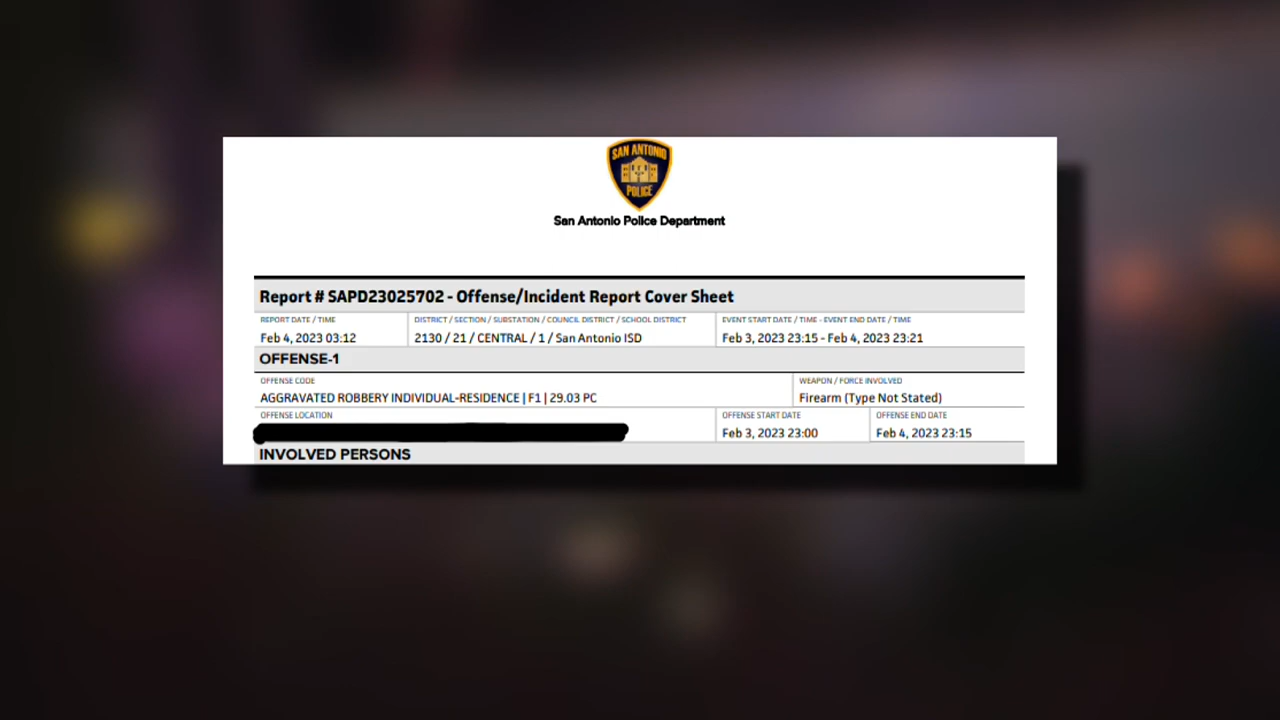 SAN ANTONIO
POLICE
San Antonio Police Department
Report # SAPD23025702 - Offense/Incident Report Cover Sheet
REPORT DATE / TIME DISTRICT / SECTION / SUBSTATION / COUNCIL DISTRICT / SCHOOL DISTRICT EVENT START DATE / TIME - EVENT END DATE / TIME
Feb 4, 2023 03:12 2130 / 21 / CENTRAL / 1 / San Antonio ISD Feb 3, 2023 23:15 - Feb 4, 2023 23:21
OFFENSE-1
OFFENSE CODE WEAPON / FORCE INVOLVED
AGGRAVATED ROBBERY INDIVIDUAL-RESIDENCE | F1 | 29.03 PC Firearm (Type Not Stated)
OFFENSE LOCATION OFFENSE START DATE OFFENSE END DATE
Feb 3, 2023 23:00 Feb 4, 2023 23:15
INVOLVED PERSONS